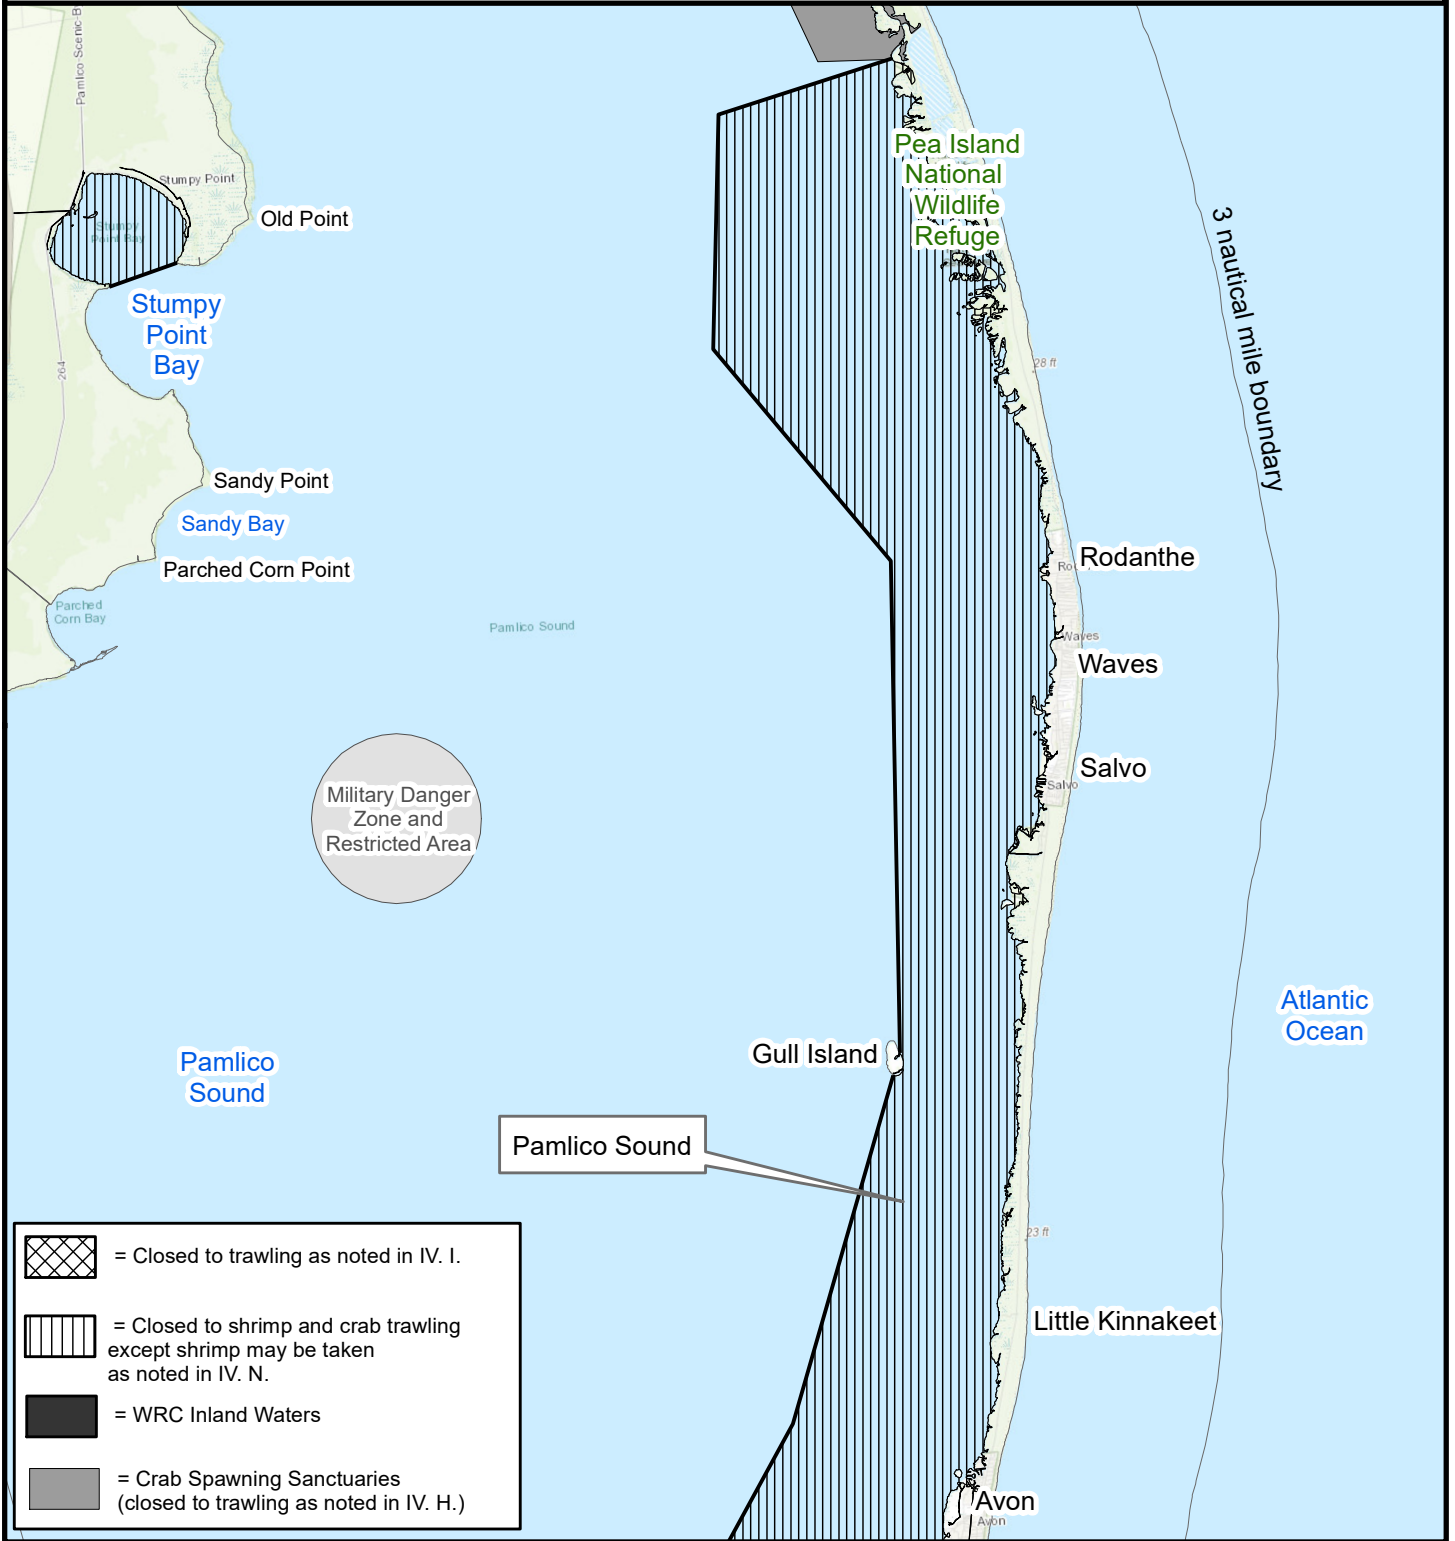 Pamlico-Scenic-B
Pea Island
National
Wildlife
Refuge
Stumpy Point
Old Point
Stumpy
Point Bay
3 nautical mile boundary
Stumpy
Point
Bay
264
28 ft
Sandy Point
Sandy Bay
Parched Corn Point
Rodanthe
Parched
Corn Bay
Pamlico Sound
Waves
Waves
Military Danger
Zone and
Restricted Area
Salvo
Salvo
Atlantic
Ocean
Gull Island
Pamlico
Sound
Pamlico Sound
23 ft
Little Kinnakeet
Avon
Avon
= Closed to trawling as noted in IV. I.
= Closed to shrimp and crab trawling
except shrimp may be taken
as noted in IV. N.
= WRC Inland Waters
= Crab Spawning Sanctuaries
(closed to trawling as noted in IV. H.)